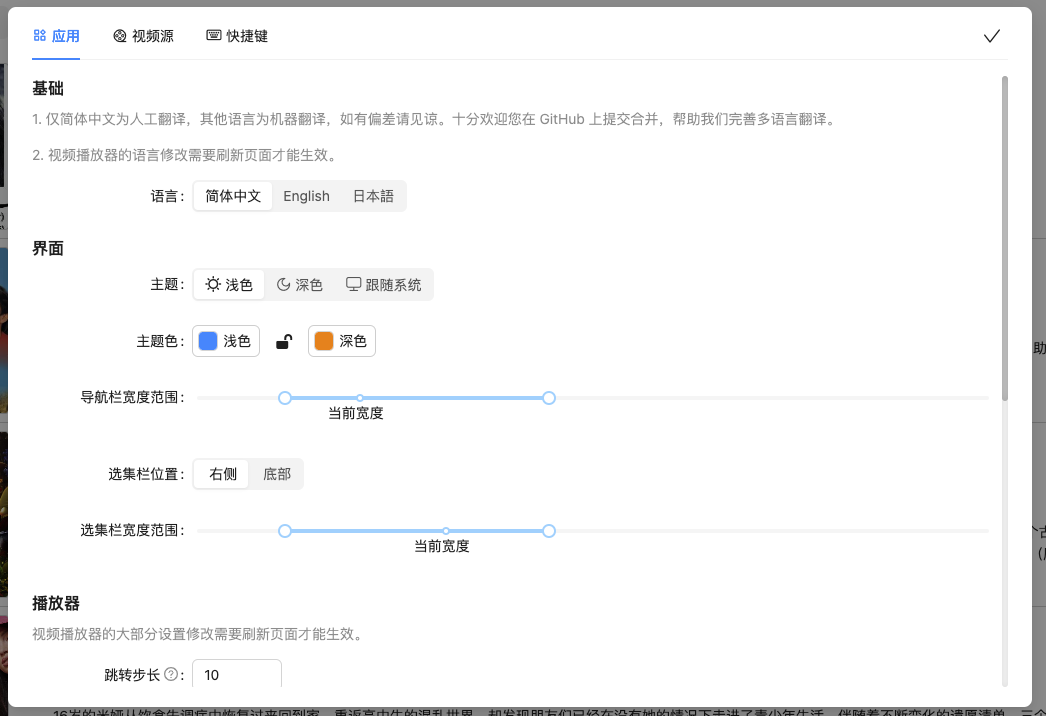 应用 视频源 快捷键
基础
1. 仅简体中文为人工翻译，其他语言为机器翻译，如有偏差请见谅。十分欢迎您在 GitHub 上提交合并，帮助我们完善多语言翻译。
2. 视频播放器的语言修改需要刷新页面才能生效。
语言： 简体中文 English 日本語
界面
主题： 浅色 深色 跟随系统
主题色： 浅色 深色
助
导航栏宽度范围：
当前宽度
选集栏位置： 右侧 底部
选集栏宽度范围：
当前宽度
播放器
视频播放器的大部分设置修改需要刷新页面才能生效。
跳转步长 ? ： 10